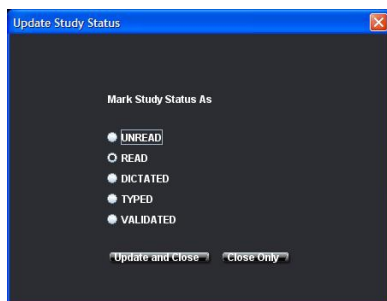 Update Study Status
Mark Study Status As
UNREAD
READ
DICTATED
TYPED
VALIDATED
Update and Close Close Only